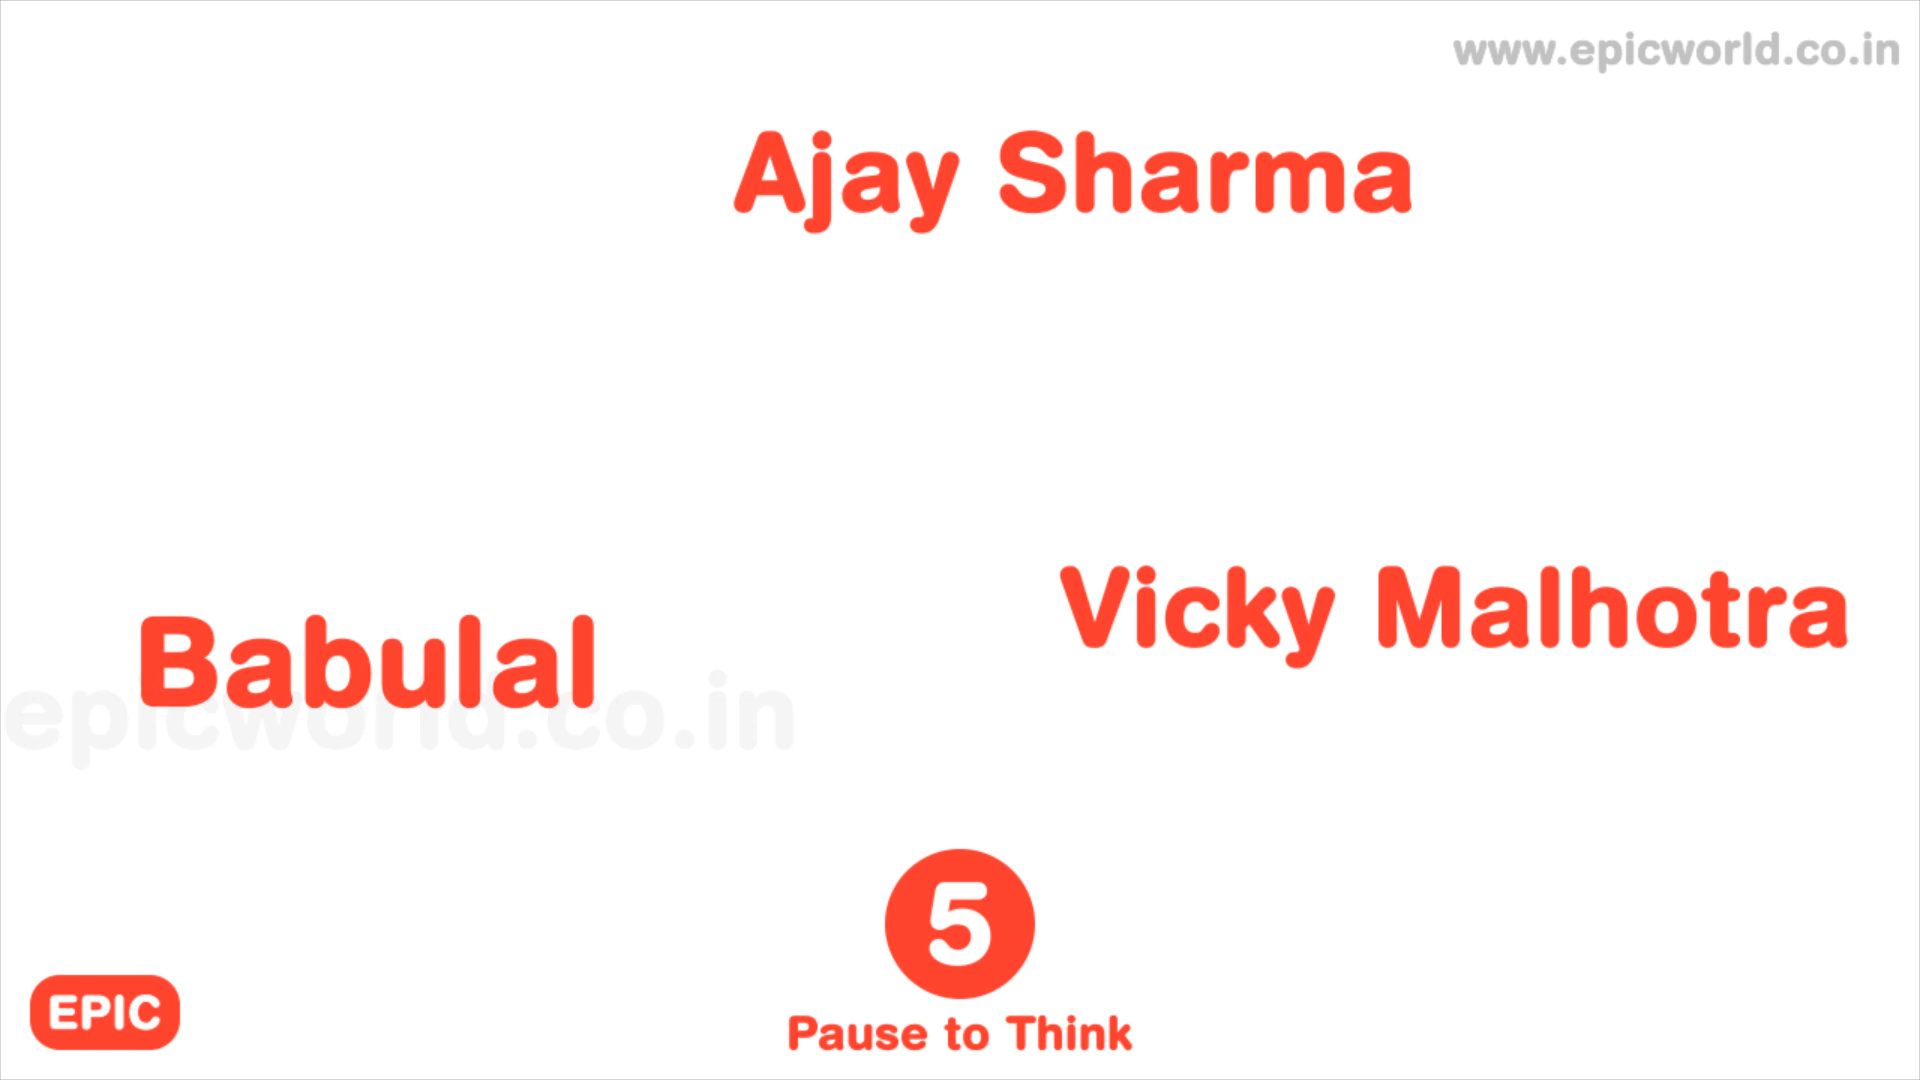 www.epicworld.co.in
Ajay Sharma
Vicky Malhotra
Babulal
epicworld.co.in
5
EPIC
Pause to Think